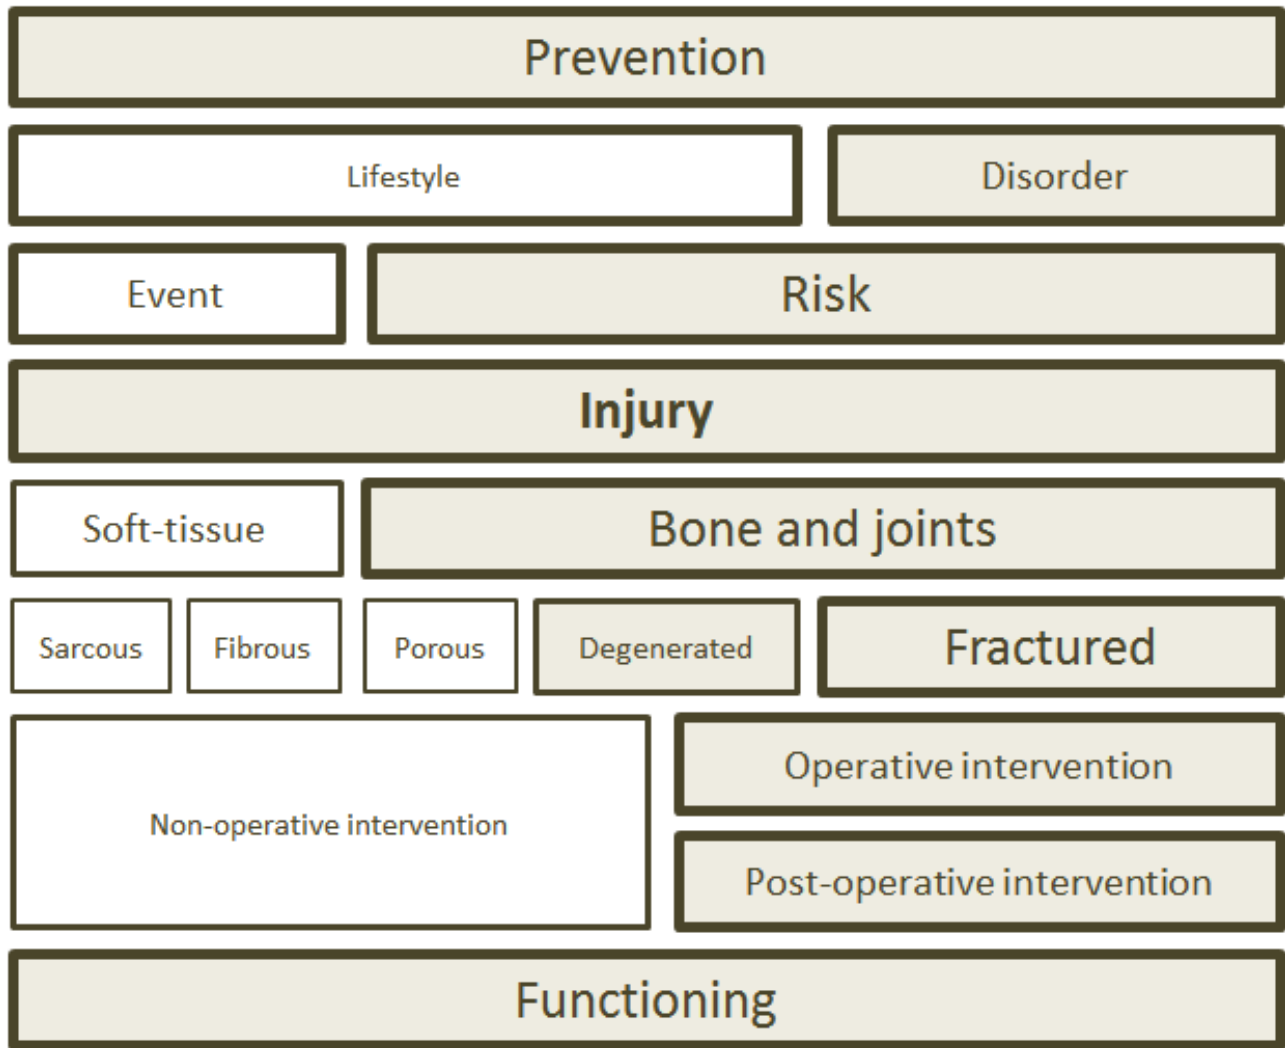 Prevention
Lifestyle
Disorder
Event
Risk
Injury
Soft-tissue
Bone and joints
Sarcous
Fibrous
Porous
Degenerated
Fractured
Non-operative intervention
Operative intervention
Post-operative intervention
Functioning